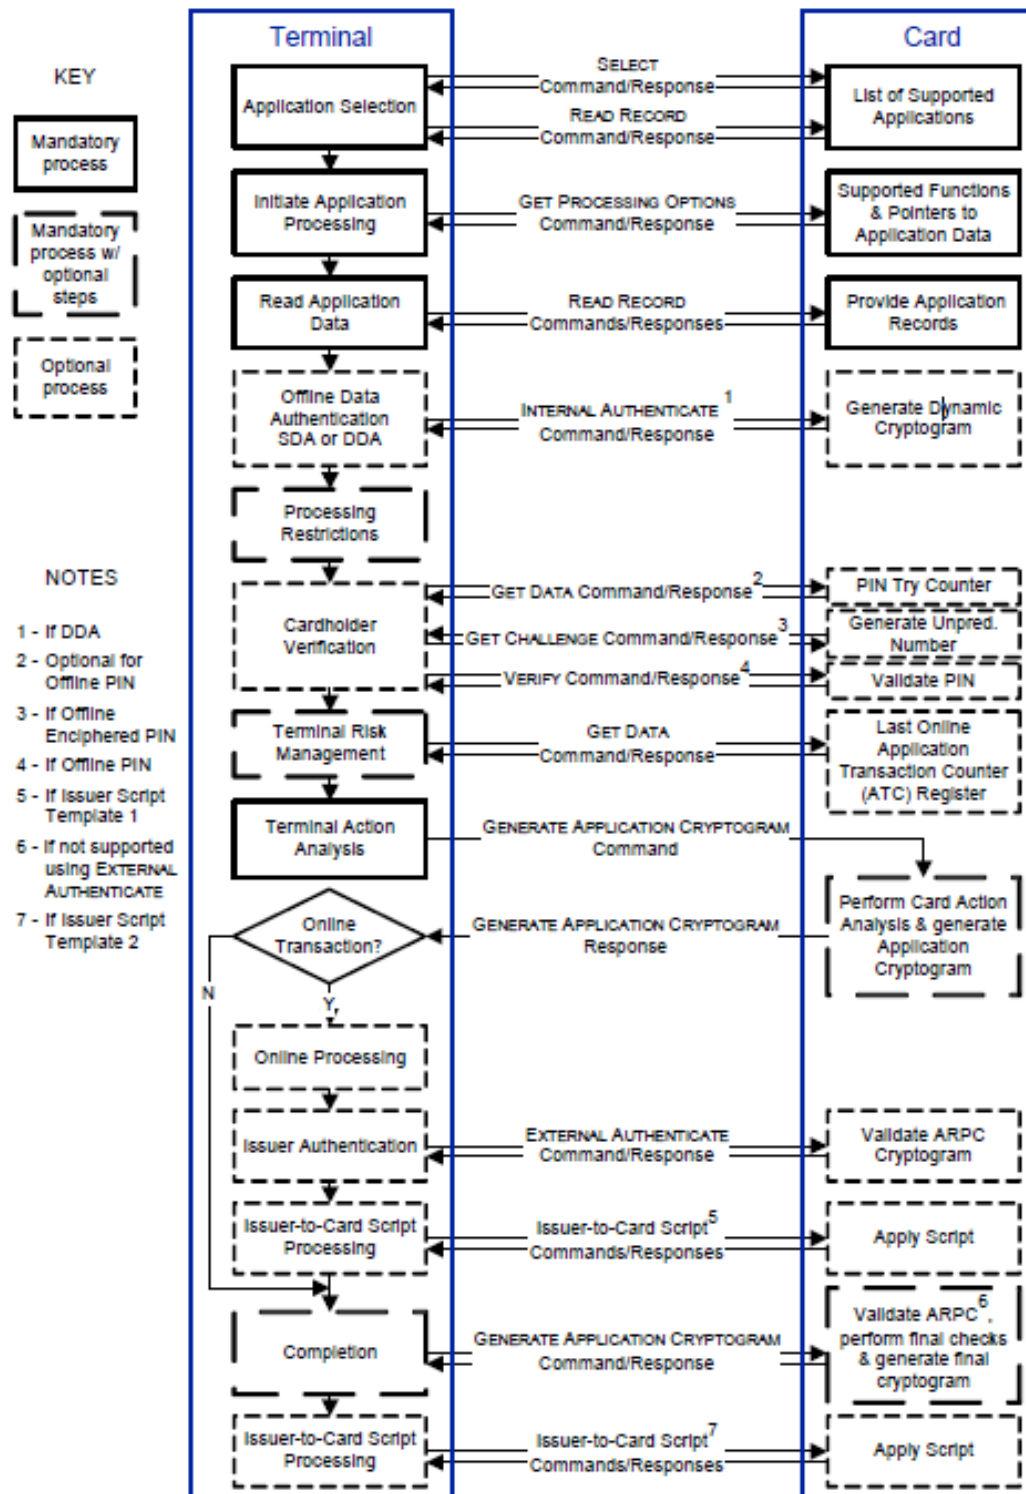 Terminal
Card
KEY
Mandatory
process
Mandatory
process w/
optional
steps
Optional
process
NOTES
1 - If DDA
2 - Optional for
Offline PIN
3 - If Offline
Enciphered PIN
4 - If Offline PIN
5 - If Issuer Script
Template 1
6 - If not supported
using EXTERNAL
AUTHENTICATE
7 - If Issuer Script
Template 2
Application Selection
SELECT
Command/Response
READ RECORD
Command/Response
List of Supported
Applications
Initiate Application
Processing
GET PROCESSING OPTIONS
Command/Response
Supported Functions
& Pointers to
Application Data
Read Application
Data
READ RECORD
Commands/Responses
Provide Application
Records
Offline Data
Authentication
SDA or DDA
INTERNAL AUTHENTICATE 1
Command/Response
Generate Dynamic
Cryptogram
Processing
Restrictions
Cardholder
Verification
GET DATA Command/Response 2
PIN Try Counter
GET CHALLENGE Command/Response 3
Generate Unpred.
Number
VERIFY Command/Response 4
Validate PIN
Terminal Risk
Management
GET DATA
Command/Response
Last Online
Application
Transaction Counter
(ATC) Register
Terminal Action
Analysis
GENERATE APPLICATION CRYPTOGRAM
Command
Perform Card Action
Analysis & generate
Application
Cryptogram
Online
Transaction?
GENERATE APPLICATION CRYPTOGRAM
Response
N
Y
Online Processing
Issuer Authentication
EXTERNAL AUTHENTICATE
Command/Response
Validate ARPC
Cryptogram
Issuer-to-Card Script
Processing
Issuer-to-Card Script 5
Commands/Responses
Apply Script
Completion
GENERATE APPLICATION CRYPTOGRAM
Command/Response
Validate ARPC 6,
perform final checks
& generate final
cryptogram
Issuer-to-Card Script
Processing
Issuer-to-Card Script 7
Commands/Responses
Apply Script